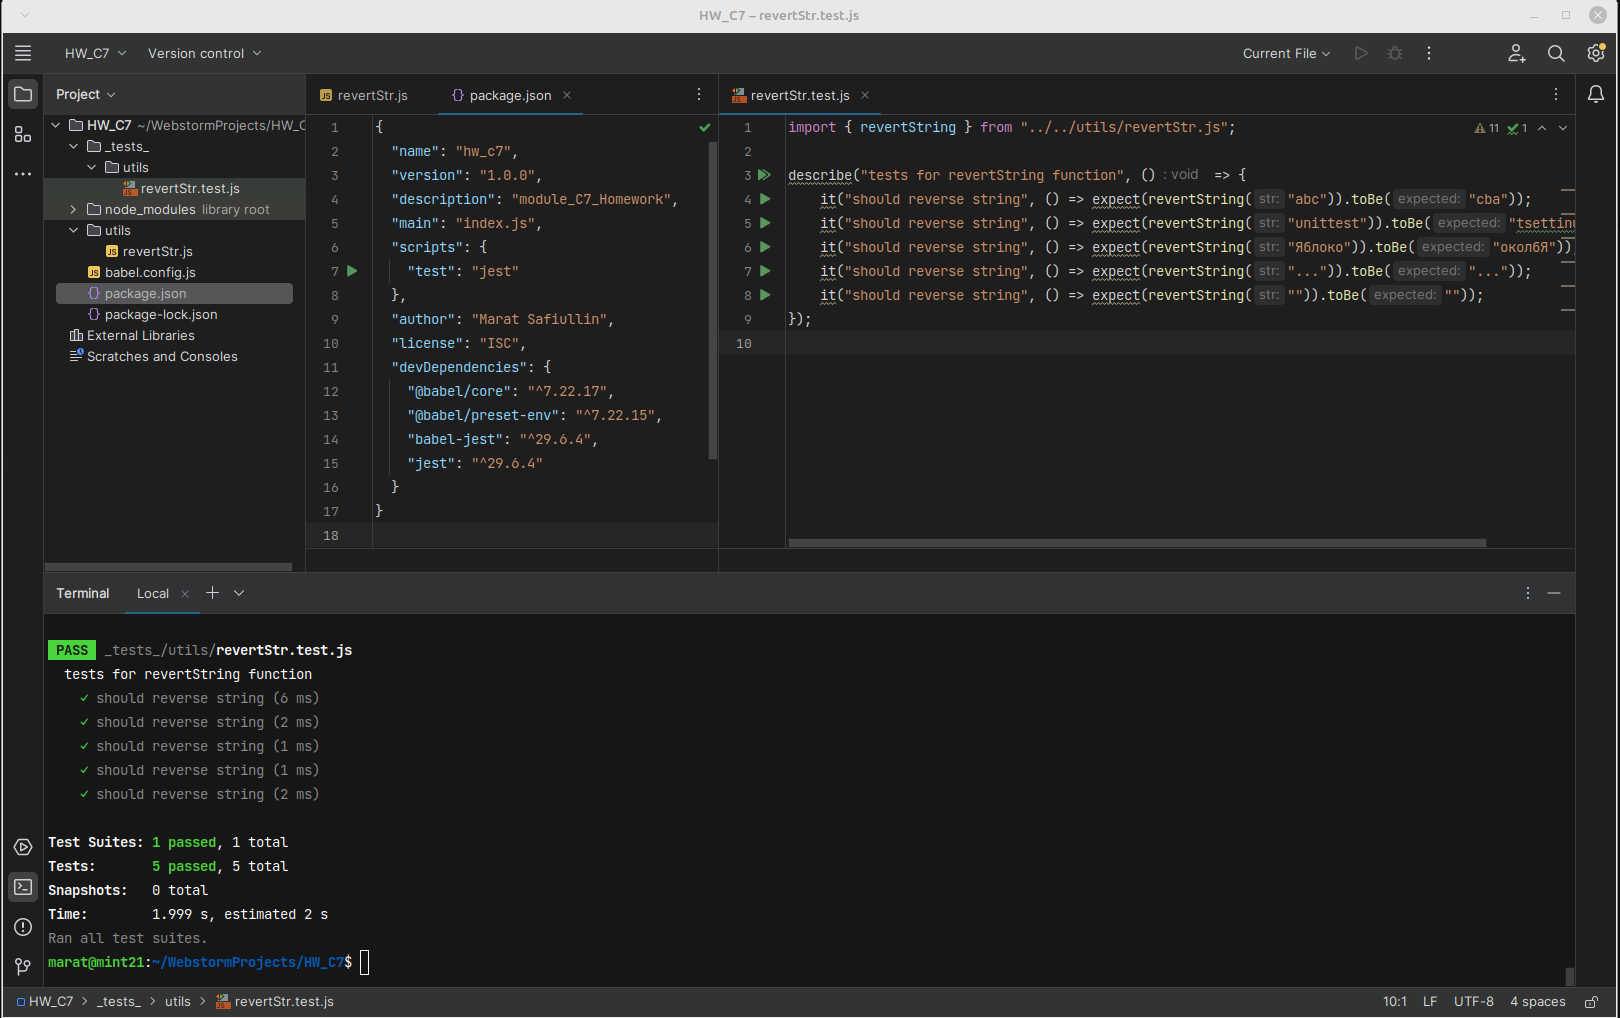 HW_C7 – revertStr.test.js
HW_C7 Version control Current File
Project
HW_C7 ~/WebstormProjects/HW_C
_tests_
utils
revertStr.test.js
node_modules library root
utils
revertStr.js
babel.config.js
package.json
package-lock.json
External Libraries
Scratches and Consoles
revertStr.js package.json
1 {
2 "name": "hw_c7",
3 "version": "1.0.0",
4 "description": "module_C7_Homework",
5 "main": "index.js",
6 "scripts": {
7 "test": "jest"
8 },
9 "author": "Marat Safiullin",
10 "license": "ISC",
11 "devDependencies": {
12 "@babel/core": "^7.22.17",
13 "@babel/preset-env": "^7.22.15",
14 "babel-jest": "^29.6.4",
15 "jest": "^29.6.4"
16 }
17 }
18
revertStr.test.js
11 1
1 import { revertString } from "../../utils/revertStr.js";
2
3 describe("tests for revertString function", () : void => {
4 it("should reverse string", () => expect(revertString( str: "abc")).toBe( expected: "cba"));
5 it("should reverse string", () => expect(revertString( str: "unittest")).toBe( expected: "tsettinu
6 it("should reverse string", () => expect(revertString( str: "Яблоко")).toBe( expected: "околбЯ"));
7 it("should reverse string", () => expect(revertString( str: "...")).toBe( expected: "..."));
8 it("should reverse string", () => expect(revertString( str: "")).toBe( expected: ""));
9 });
10
Terminal Local
PASS _tests_/utils/revertStr.test.js
tests for revertString function
✓ should reverse string (6 ms)
✓ should reverse string (2 ms)
✓ should reverse string (1 ms)
✓ should reverse string (1 ms)
✓ should reverse string (2 ms)
Test Suites: 1 passed, 1 total
Tests: 5 passed, 5 total
Snapshots: 0 total
Time: 1.999 s, estimated 2 s
Ran all test suites.
marat@mint21:~/WebstormProjects/HW_C7$
HW_C7 > _tests_ > utils > revertStr.test.js
10:1 LF UTF-8 4 spaces